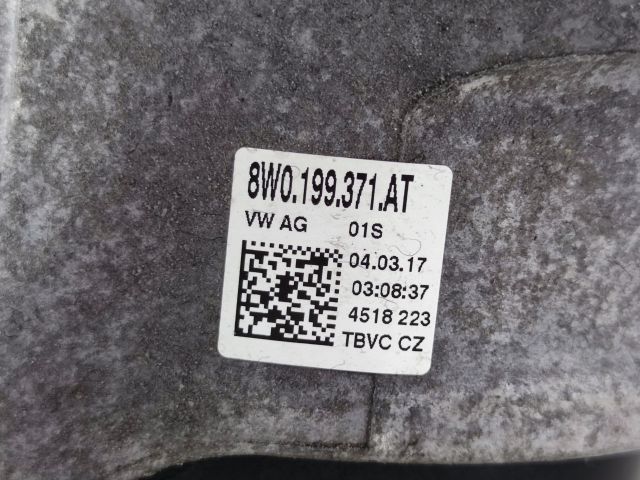 8W0.199.371.AT
VW AG 01S
04.03.17
03:08:37
4518 223
TBVC CZ